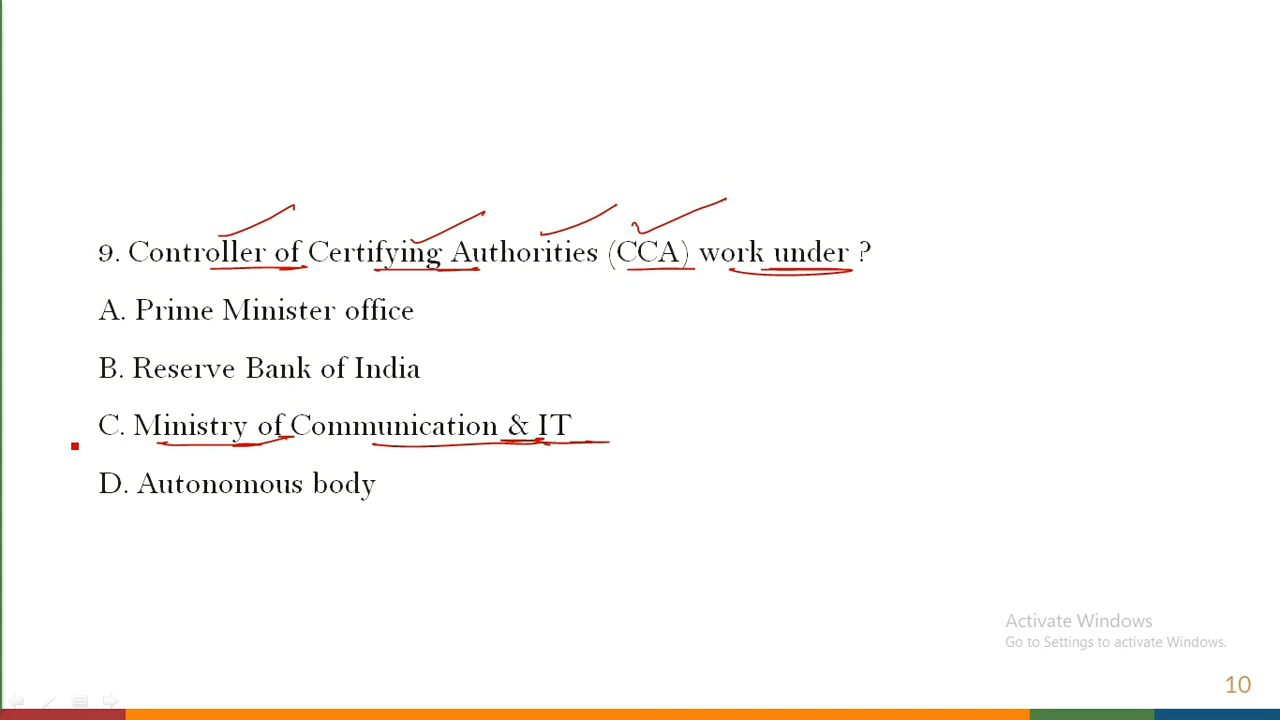 9. Controller of Certifying Authorities (CCA) work under ?
A. Prime Minister office
B. Reserve Bank of India
C. Ministry of Communication & IT
D. Autonomous body
Activate Windows
Go to Settings to activate Windows.
10